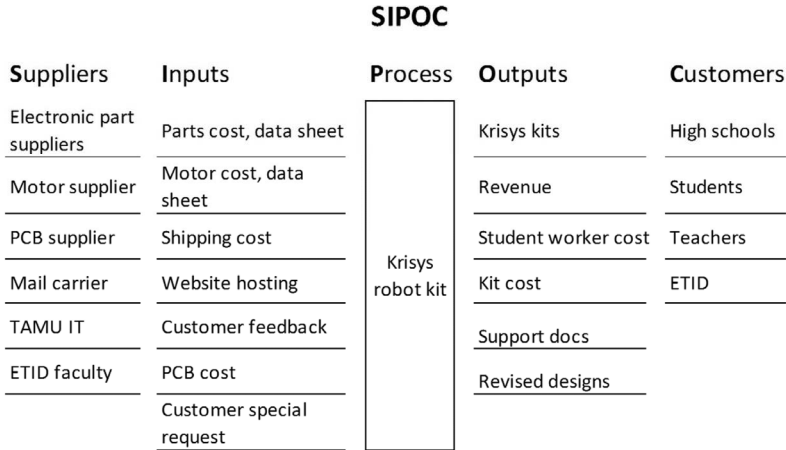 SIPOC
Suppliers
Electronic part
suppliers
Motor supplier
PCB supplier
Mail carrier
TAMU IT
ETID faculty
Inputs
Parts cost, data sheet
Motor cost, data
sheet
Shipping cost
Website hosting
Customer feedback
PCB cost
Customer special
request
Process
Krisys
robot kit
Outputs
Krisys kits
Revenue
Student worker cost
Kit cost
Support docs
Revised designs
Customers
High schools
Students
Teachers
ETID